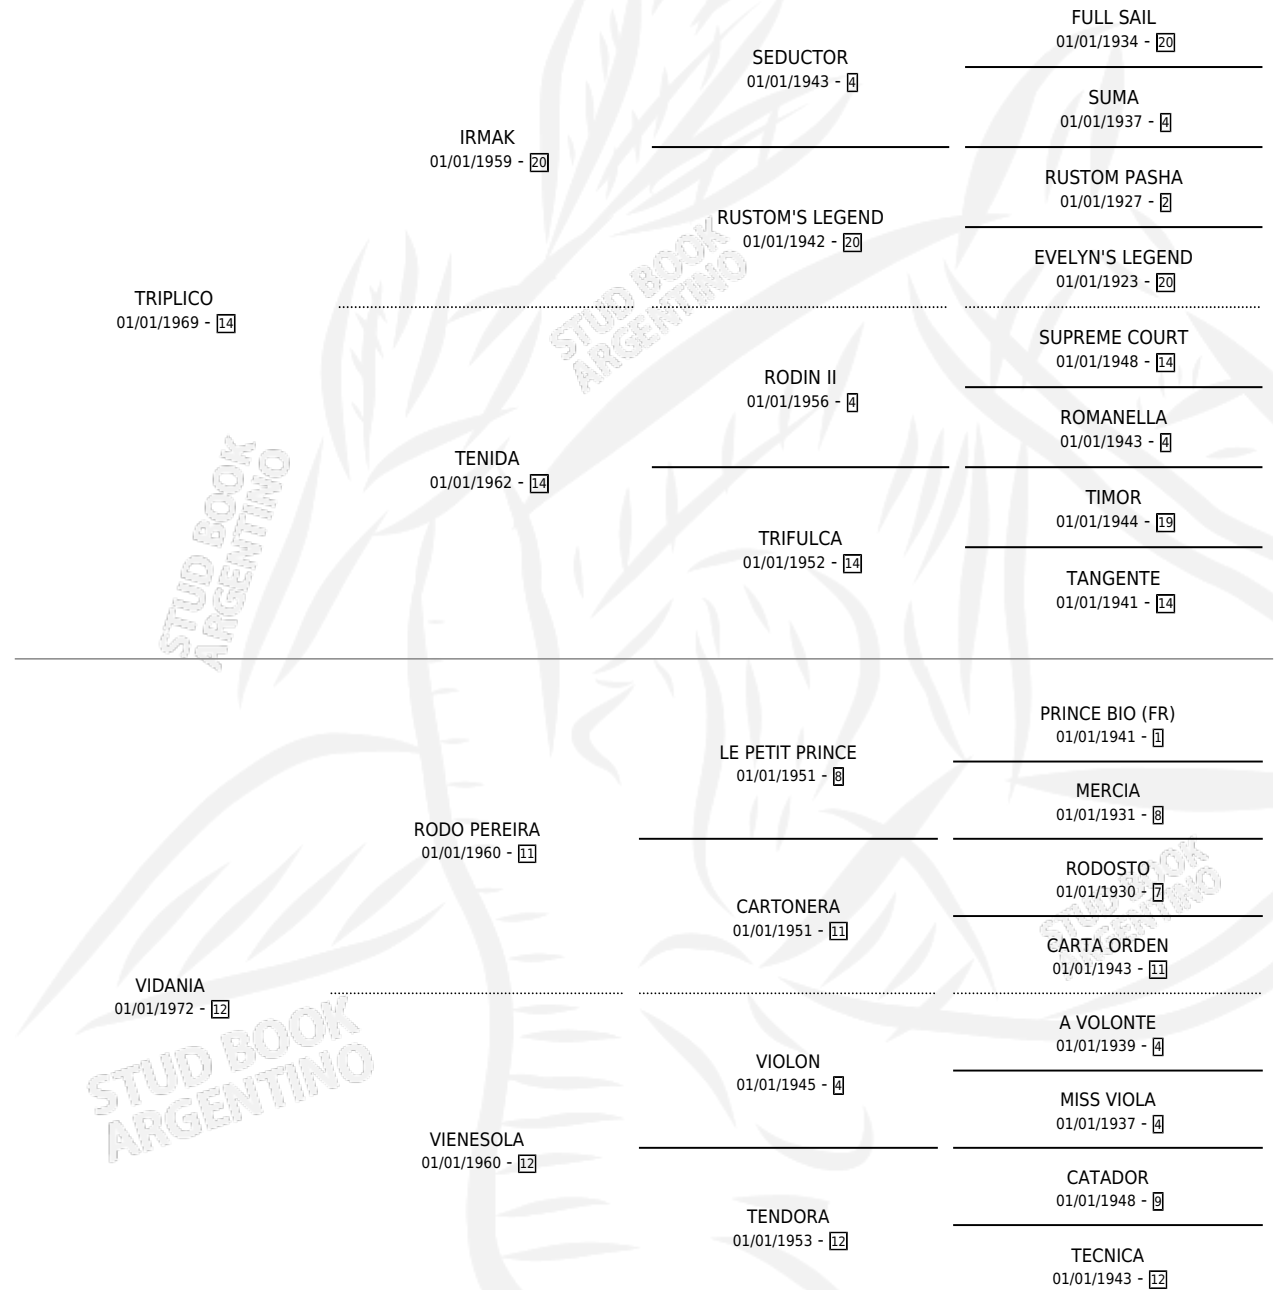 FULL SAIL
01/01/1934 - 20
SEDUCTOR
01/01/1943 - 4
SUMA
01/01/1937 - 4
IRMAK
01/01/1959 - 20
RUSTOM PASHA
01/01/1927 - 2
RUSTOM'S LEGEND
01/01/1942 - 20
EVELYN'S LEGEND
01/01/1923 - 20
TRIPLICO
01/01/1969 - 14
SUPREME COURT
01/01/1948 - 14
RODIN II
01/01/1956 - 4
ROMANELLA
01/01/1943 - 4
TENIDA
01/01/1962 - 14
TIMOR
01/01/1944 - 19
TRIFULCA
01/01/1952 - 14
TANGENTE
01/01/1941 - 14
PRINCE BIO (FR)
01/01/1941 - 1
LE PETIT PRINCE
01/01/1951 - 8
MERCIA
01/01/1931 - 8
RODO PEREIRA
01/01/1960 - 11
RODOSTO
01/01/1930 - 7
CARTONERA
01/01/1951 - 11
CARTA ORDEN
01/01/1943 - 11
VIDANIA
01/01/1972 - 12
A VOLONTE
01/01/1939 - 4
VIOLON
01/01/1945 - 4
MISS VIOLA
01/01/1937 - 4
VIENESOLA
01/01/1960 - 12
CATADOR
01/01/1948 - 9
TENDORA
01/01/1953 - 12
TECNICA
01/01/1943 - 12
STUD BOOK
ARGENTINO
STUD BOOK
ARGENTINO
STUD BOOK
ARGENTINO
STUD BOOK
ARGENTINO